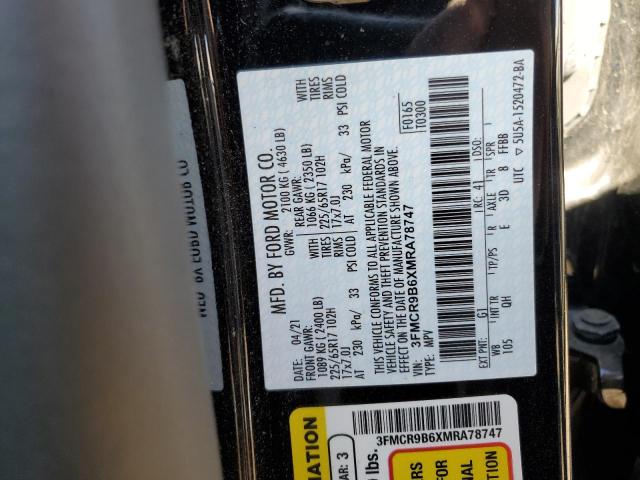 MFD. BY FORD MOTOR CO.
DATE: 04/21 GVWR: 2100 KG ( 4630 LB)
FRONT GAWR: REAR GAWR:
1089 KG ( 2400 LB) 1066 KG ( 2350 LB) WITH
225/65R17 102H 225/65R17 102H TIRES
17x7.0J RIMS 17x7.0J RIMS
AT 230 kPa/ 33 PSI COLD AT 230 kPa/ 33 PSI COLD
THIS VEHICLE CONFORMS TO ALL APPLICABLE FEDERAL MOTOR
VEHICLE SAFETY AND THEFT PREVENTION STANDARDS IN
EFFECT ON THE DATE OF MANUFACTURE SHOWN ABOVE.
VIN: 3FMCR9B6XMRA78747 F0165
TYPE: MPV T0300
EXT PNT: G1 RC: 41 DSO:
WB INT TR TP/PS R AXLE TR SPR
105 QH E 3D 8 FFBB
UTC ▽ 5U5A-1520472-BA
3FMCR9B6XMRA78747
AR: 3
lbs.